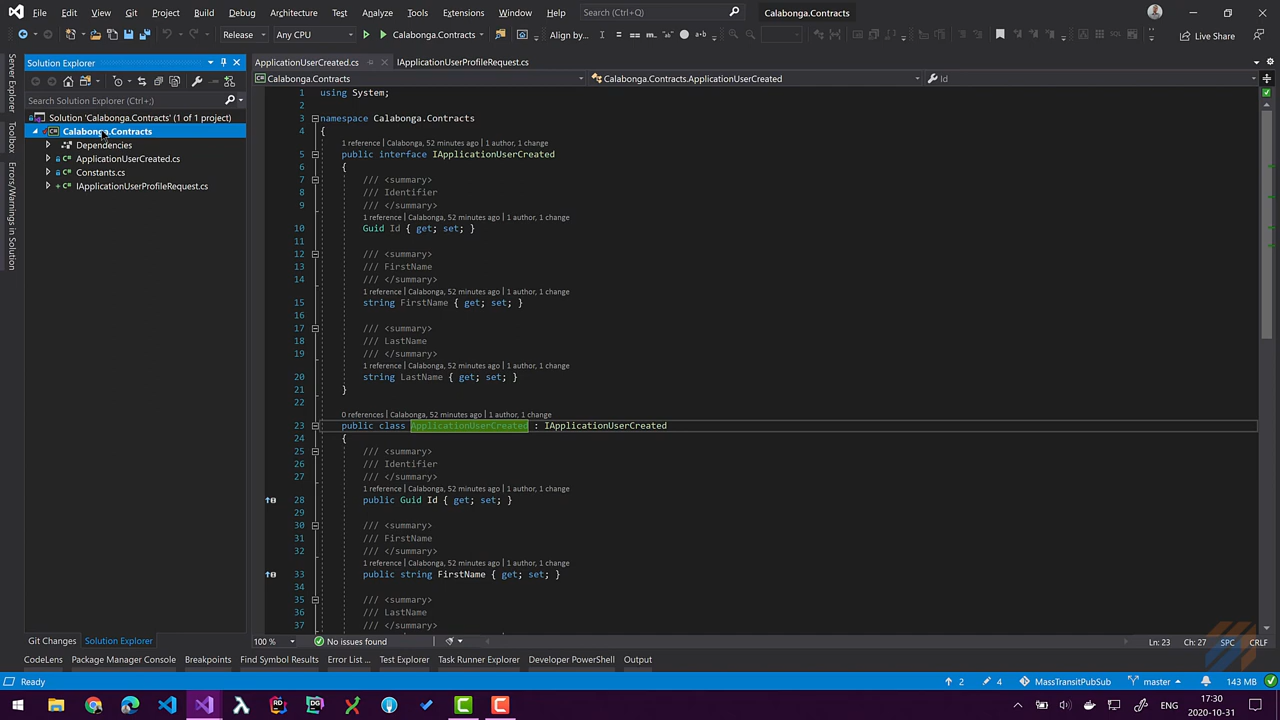 File Edit View Git Project Build Debug Architecture Test Analyze Tools Extensions Window Help Search (Ctrl+Q) Calabonga.Contracts
Release Any CPU Calabonga.Contracts Align by... Live Share
Solution Explorer
ApplicationUserCreated.cs
IApplicationUserProfileRequest.cs
Calabonga.Contracts
Calabonga.Contracts.ApplicationUserCreated
Id
Server Explorer
Toolbox
Errors/Warnings in Solution
Search Solution Explorer (Ctrl+;)
Solution 'Calabonga.Contracts' (1 of 1 project)
Calabonga.Contracts
Dependencies
ApplicationUserCreated.cs
Constants.cs
IApplicationUserProfileRequest.cs
1 using System;
2
3 namespace Calabonga.Contracts
4 {
1 reference | Calabonga, 52 minutes ago | 1 author, 1 change
5 public interface IApplicationUserCreated
6 {
7 /// <summary>
8 /// Identifier
9 /// </summary>
1 reference | Calabonga, 52 minutes ago | 1 author, 1 change
10 Guid Id { get; set; }
11
12 /// <summary>
13 /// FirstName
14 /// </summary>
1 reference | Calabonga, 52 minutes ago | 1 author, 1 change
15 string FirstName { get; set; }
16
17 /// <summary>
18 /// LastName
19 /// </summary>
1 reference | Calabonga, 52 minutes ago | 1 author, 1 change
20 string LastName { get; set; }
21 }
22
0 references | Calabonga, 52 minutes ago | 1 author, 1 change
23 public class ApplicationUserCreated : IApplicationUserCreated
24 {
25 /// <summary>
26 /// Identifier
27 /// </summary>
1 reference | Calabonga, 52 minutes ago | 1 author, 1 change
28 public Guid Id { get; set; }
29
30 /// <summary>
31 /// FirstName
32 /// </summary>
1 reference | Calabonga, 52 minutes ago | 1 author, 1 change
33 public string FirstName { get; set; }
34
35 /// <summary>
36 /// LastName
37 /// </summary>
Git Changes Solution Explorer
100 % No issues found Ln: 23 Ch: 27 SPC CRLF
CodeLens Package Manager Console Breakpoints Find Symbol Results Error List ... Test Explorer Task Runner Explorer Developer PowerShell Output
Ready 2 4 MassTransitPubSub master 143 MB
ENG
17:30
2020-10-31